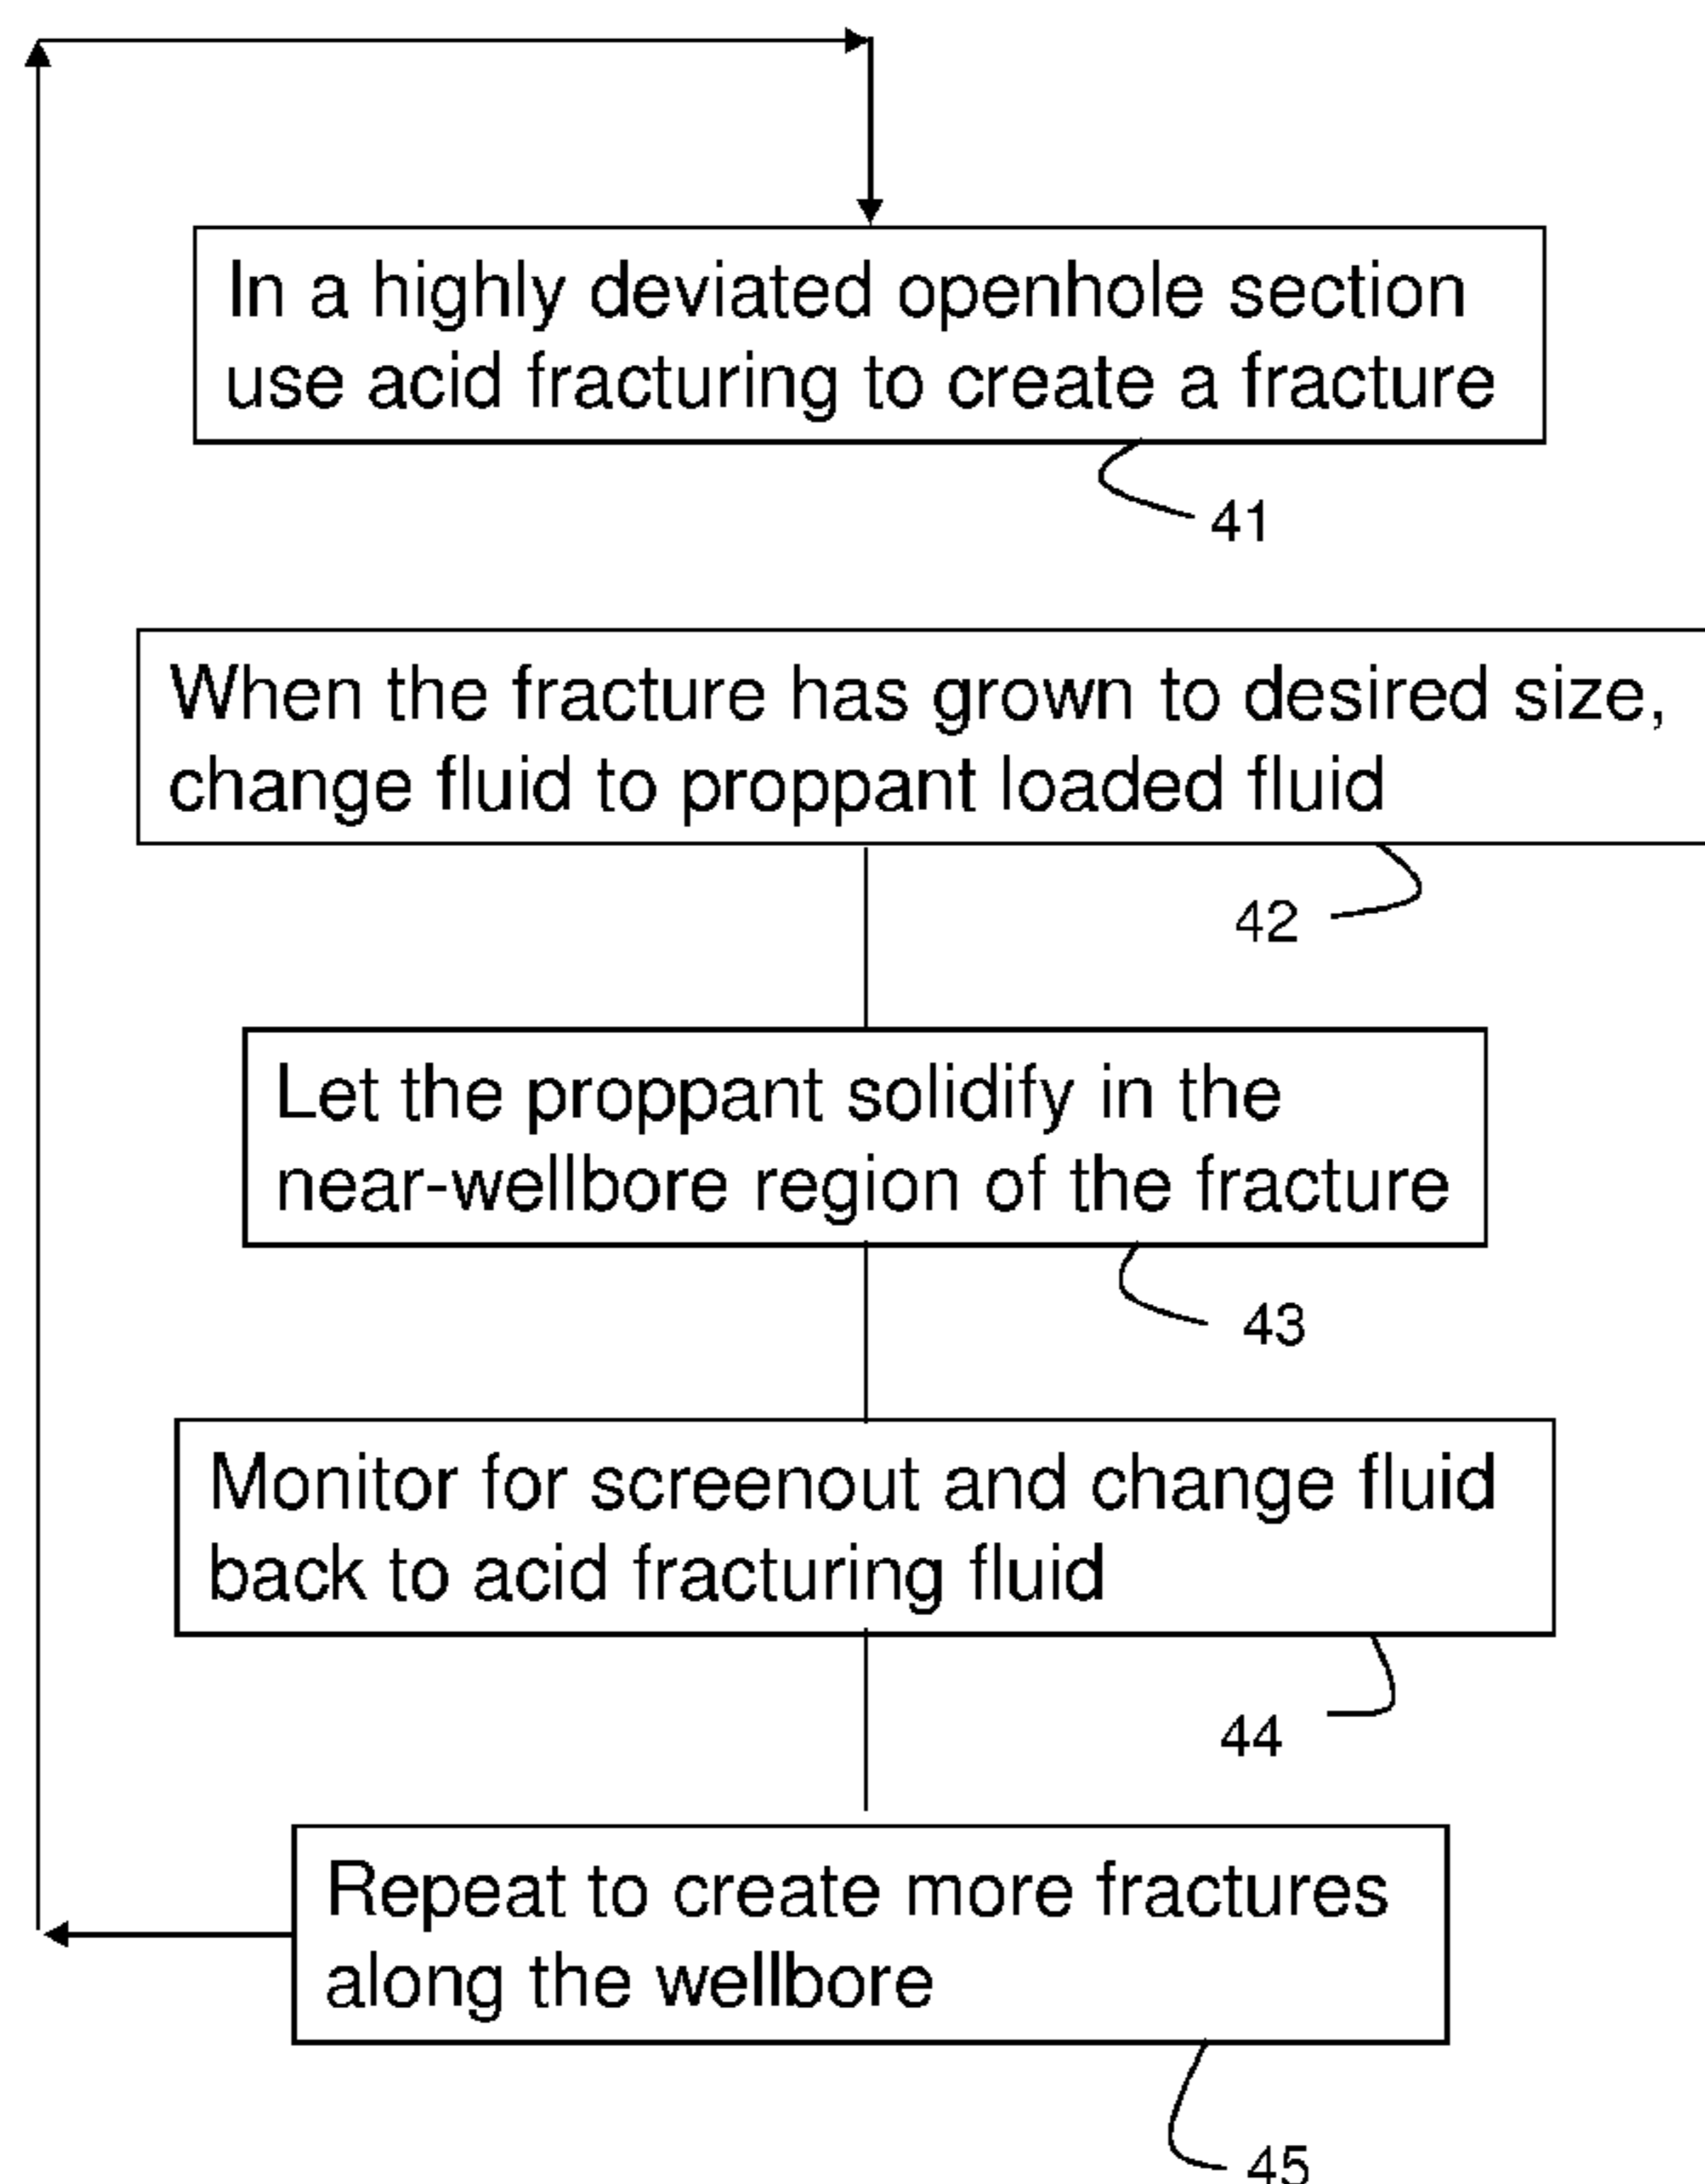 In a highly deviated openhole section
use acid fracturing to create a fracture
41
When the fracture has grown to desired size,
change fluid to proppant loaded fluid
42
Let the proppant solidify in the
near-wellbore region of the fracture
43
Monitor for screenout and change fluid
back to acid fracturing fluid
44
Repeat to create more fractures
along the wellbore
45